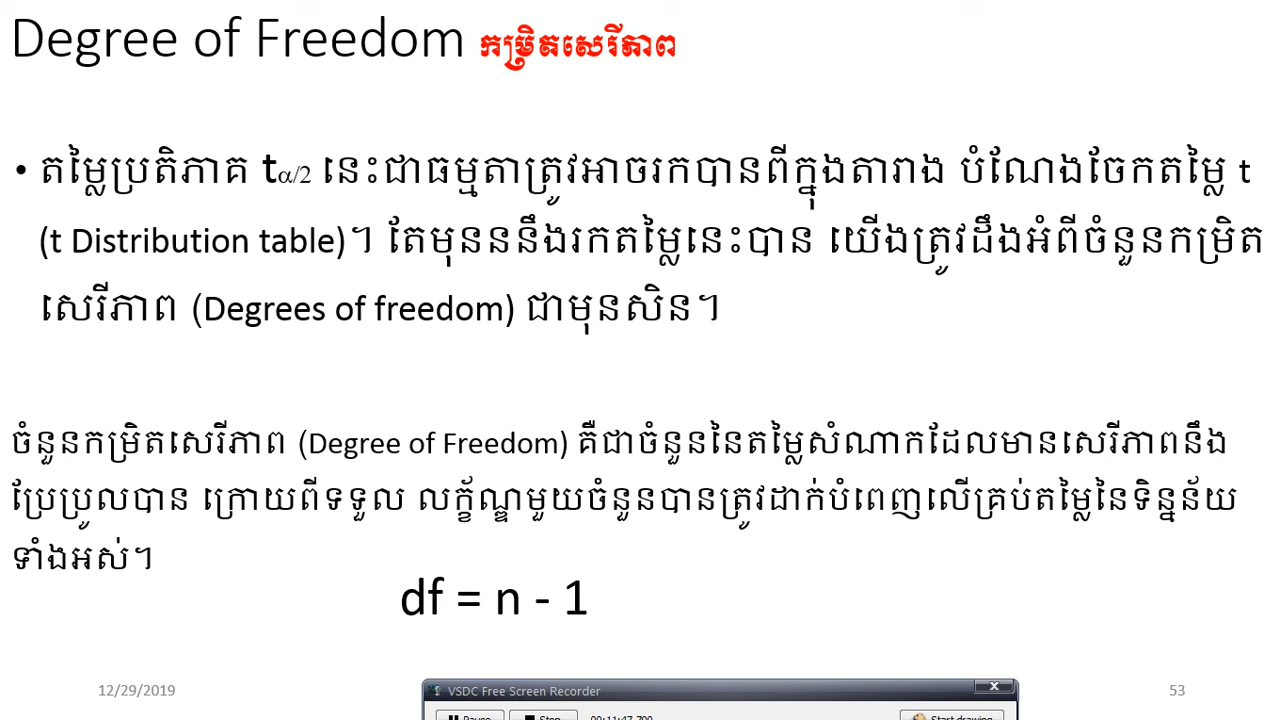 Degree of Freedom កម្រិតសេរីភាព
• តម្លៃប្រតិភាគ tα/2 នេះជាធម្មតាត្រូវអាចរកបានពីក្នុងតារាង បំណែងចែកតម្លៃ t
(t Distribution table)។ តែមុនននឹងរកតម្លៃនេះបាន យើងត្រូវដឹងអំពីចំនួនកម្រិត
សេរីភាព (Degrees of freedom) ជាមុនសិន។
ចំនួនកម្រិតសេរីភាព (Degree of Freedom) គឺជាចំនួននៃតម្លៃសំណាកដែលមានសេរីភាពនឹង
ប្រែប្រួលបាន ក្រោយពីទទួល លក្ខ័ណ្ឌមួយចំនួនបានត្រូវដាក់បំពេញលើគ្រប់តម្លៃនៃទិន្នន័យ
ទាំងអស់។
df = n - 1
12/29/2019
53
VSDC Free Screen Recorder
Pause Stop 00:11:47.700 Start drawing